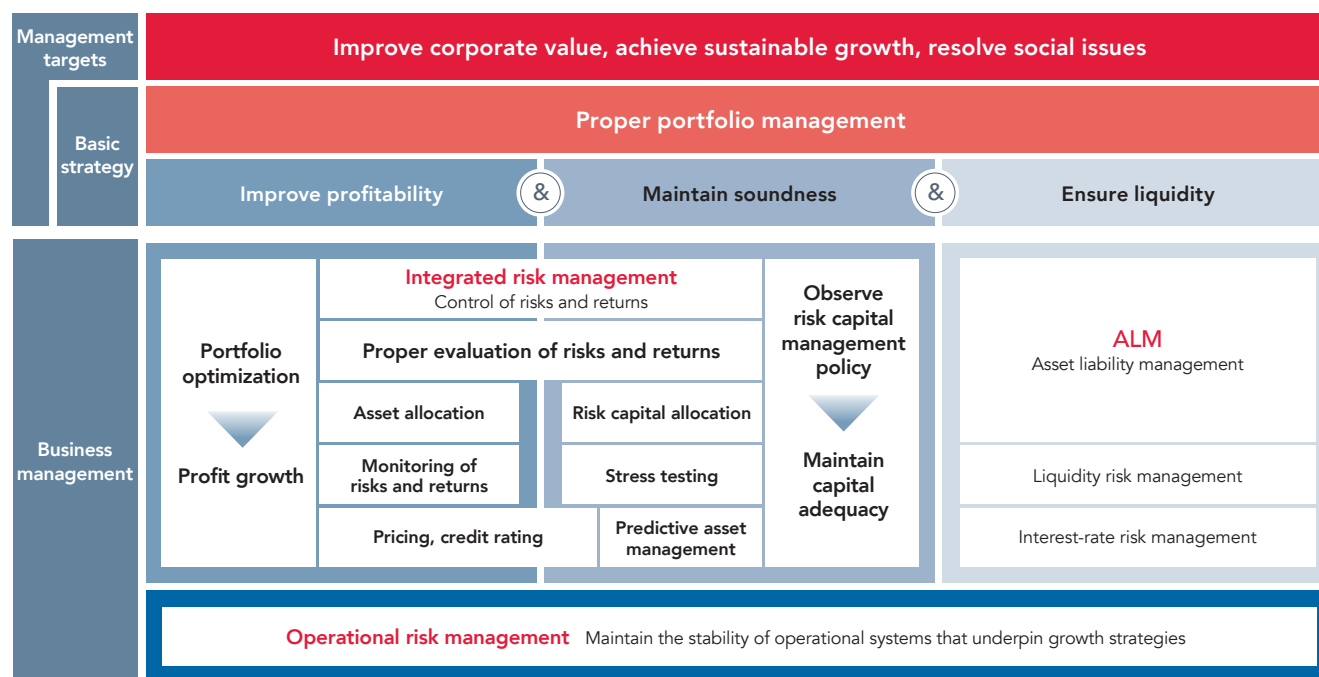 Management
targets
Improve corporate value, achieve sustainable growth, resolve social issues
Basic
strategy
Proper portfolio management
Improve profitability
&
Maintain soundness
&
Ensure liquidity
Business
management
Portfolio
optimization
Profit growth
Integrated risk management
Control of risks and returns
Proper evaluation of risks and returns
Asset allocation
Risk capital allocation
Monitoring of
risks and returns
Stress testing
Pricing, credit rating
Predictive asset
management
Observe
risk capital
management
policy
Maintain
capital
adequacy
ALM
Asset liability management
Liquidity risk management
Interest-rate risk management
Operational risk management Maintain the stability of operational systems that underpin growth strategies